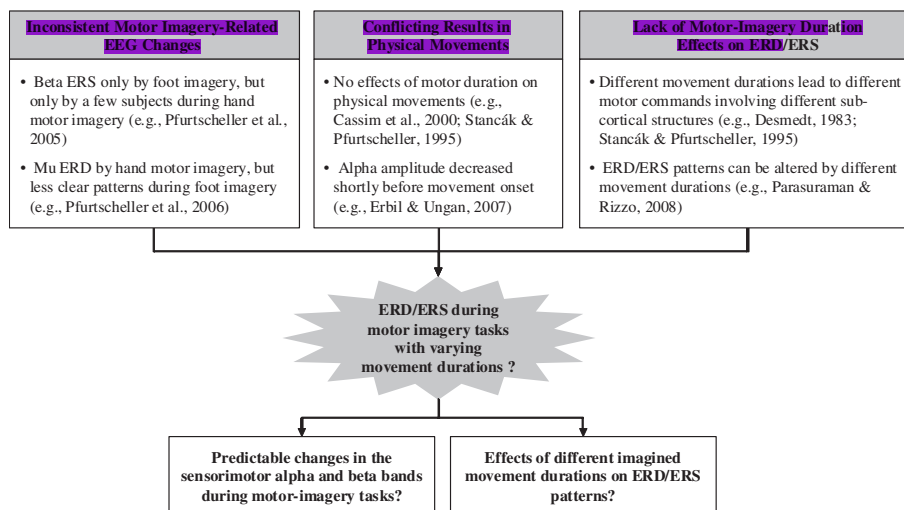 Inconsistent Motor Imagery-Related
EEG Changes
• Beta ERS only by foot imagery, but
only by a few subjects during hand
motor imagery (e.g., Pfurtscheller et al.,
2005)
• Mu ERD by hand motor imagery, but
less clear patterns during foot imagery
(e.g., Pfurtscheller et al., 2006)
Conflicting Results in
Physical Movements
• No effects of motor duration on
physical movements (e.g.,
Cassim et al., 2000; Stancák &
Pfurtscheller, 1995)
• Alpha amplitude decreased
shortly before movement onset
(e.g., Erbil & Ungan, 2007)
Lack of Motor-Imagery Duration
Effects on ERD/ERS
• Different movement durations lead to different
motor commands involving different sub-
cortical structures (e.g., Desmedt, 1983;
Stancák & Pfurtscheller, 1995)
• ERD/ERS patterns can be altered by different
movement durations (e.g., Parasuraman &
Rizzo, 2008)
ERD/ERS during
motor imagery tasks
with varying
movement durations ?
Predictable changes in the
sensorimotor alpha and beta bands
during motor-imagery tasks?
Effects of different imagined
movement durations on ERD/ERS
patterns?